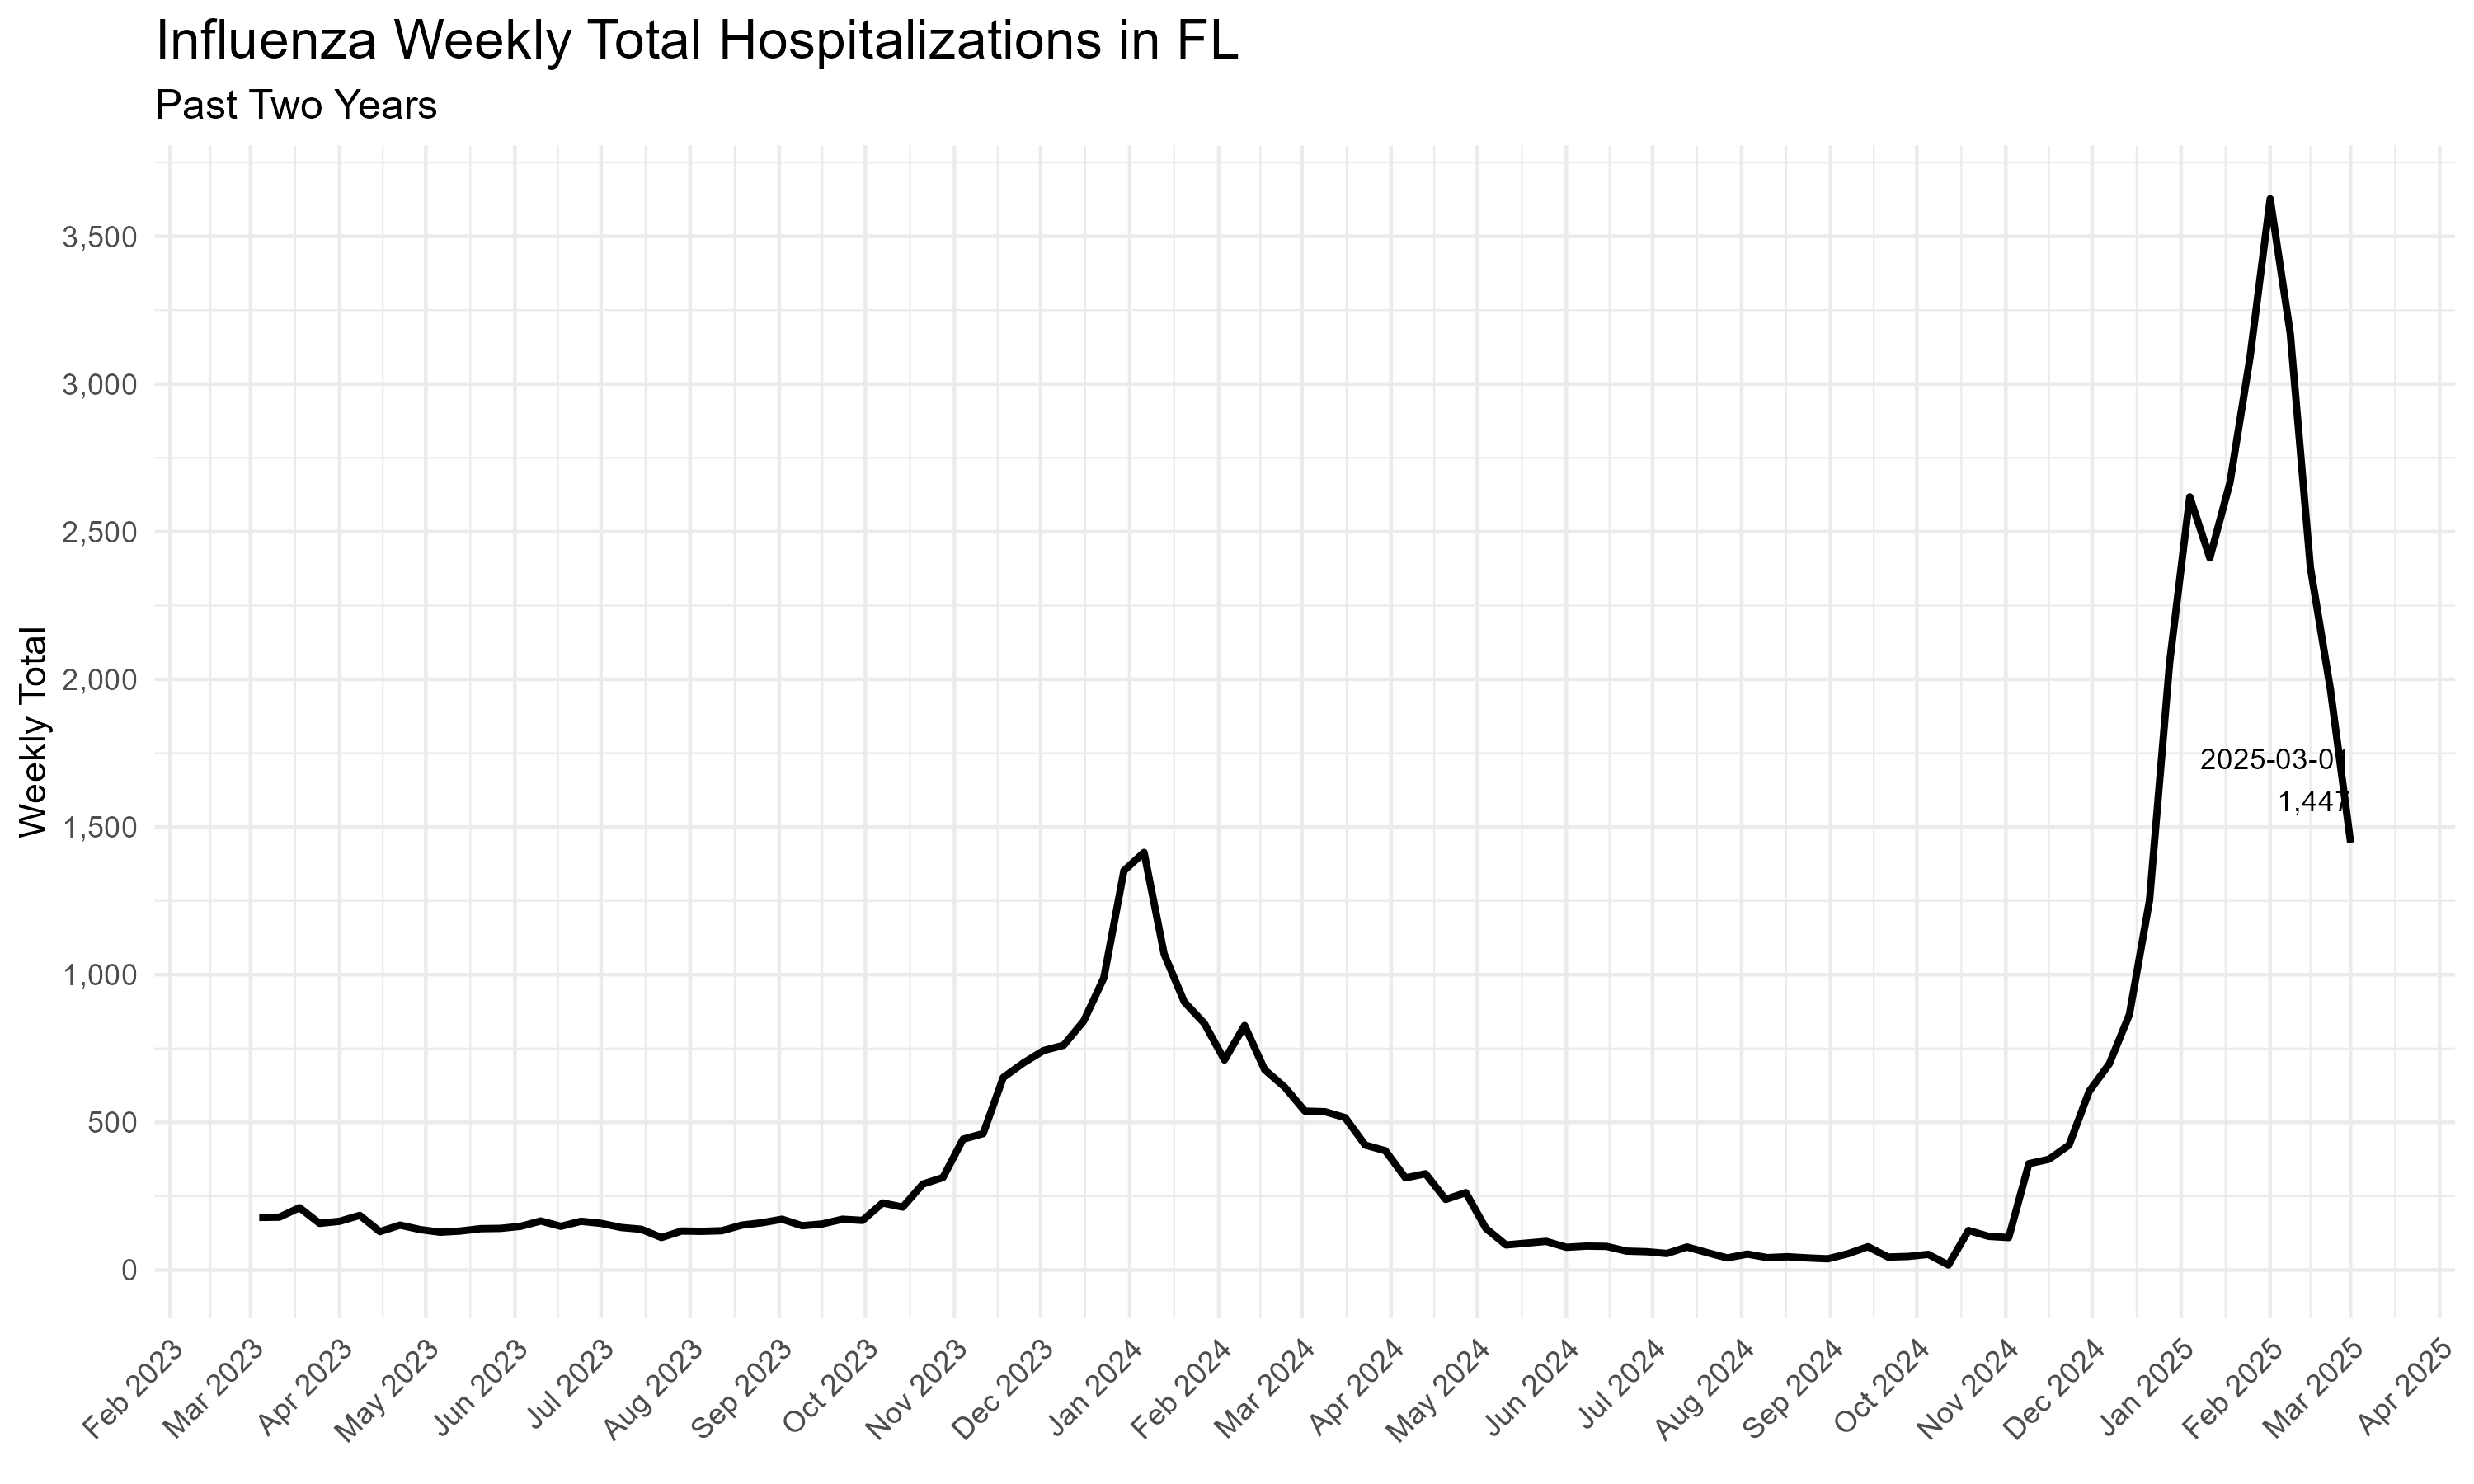 Influenza Weekly Total Hospitalizations in FL
Past Two Years
Weekly Total
3,500
3,000
2,500
2,000
1,500
1,000
500
0
2025-03-01
1,447
Feb 2023
Mar 2023
Apr 2023
May 2023
Jun 2023
Jul 2023
Aug 2023
Sep 2023
Oct 2023
Nov 2023
Dec 2023
Jan 2024
Feb 2024
Mar 2024
Apr 2024
May 2024
Jun 2024
Jul 2024
Aug 2024
Sep 2024
Oct 2024
Nov 2024
Dec 2024
Jan 2025
Feb 2025
Mar 2025
Apr 2025